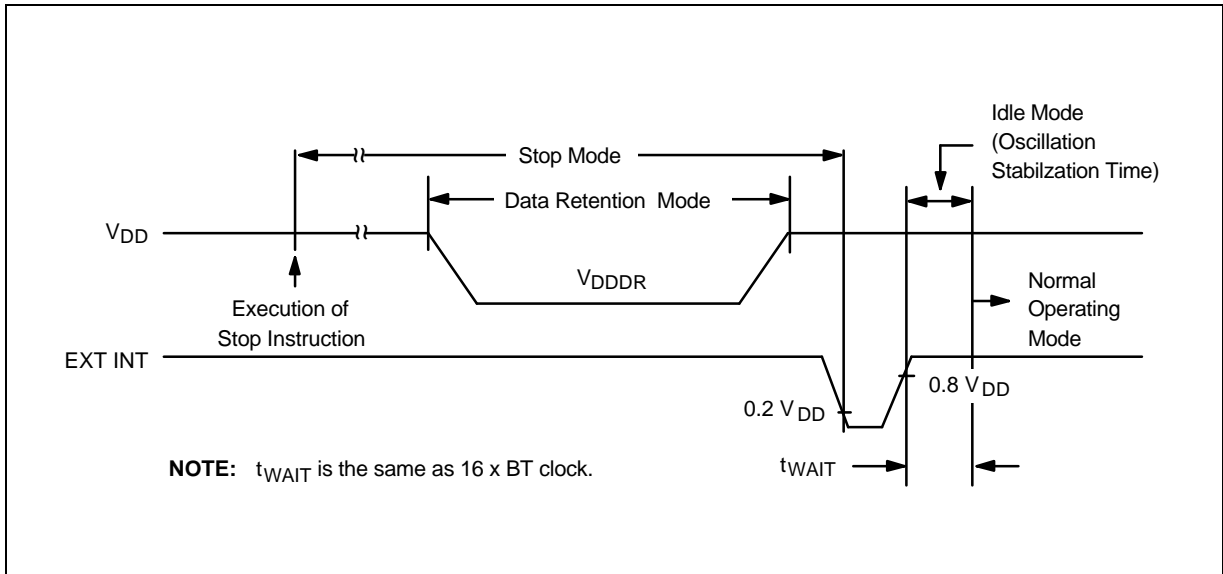 Idle Mode
(Oscillation
Stabilzation Time)
Stop Mode
Data Retention Mode
VDD
VDDDR
Execution of
Stop Instruction
Normal
Operating
Mode
EXT INT
0.2 VDD
0.8 VDD
NOTE: tWAIT is the same as 16 x BT clock.
tWAIT